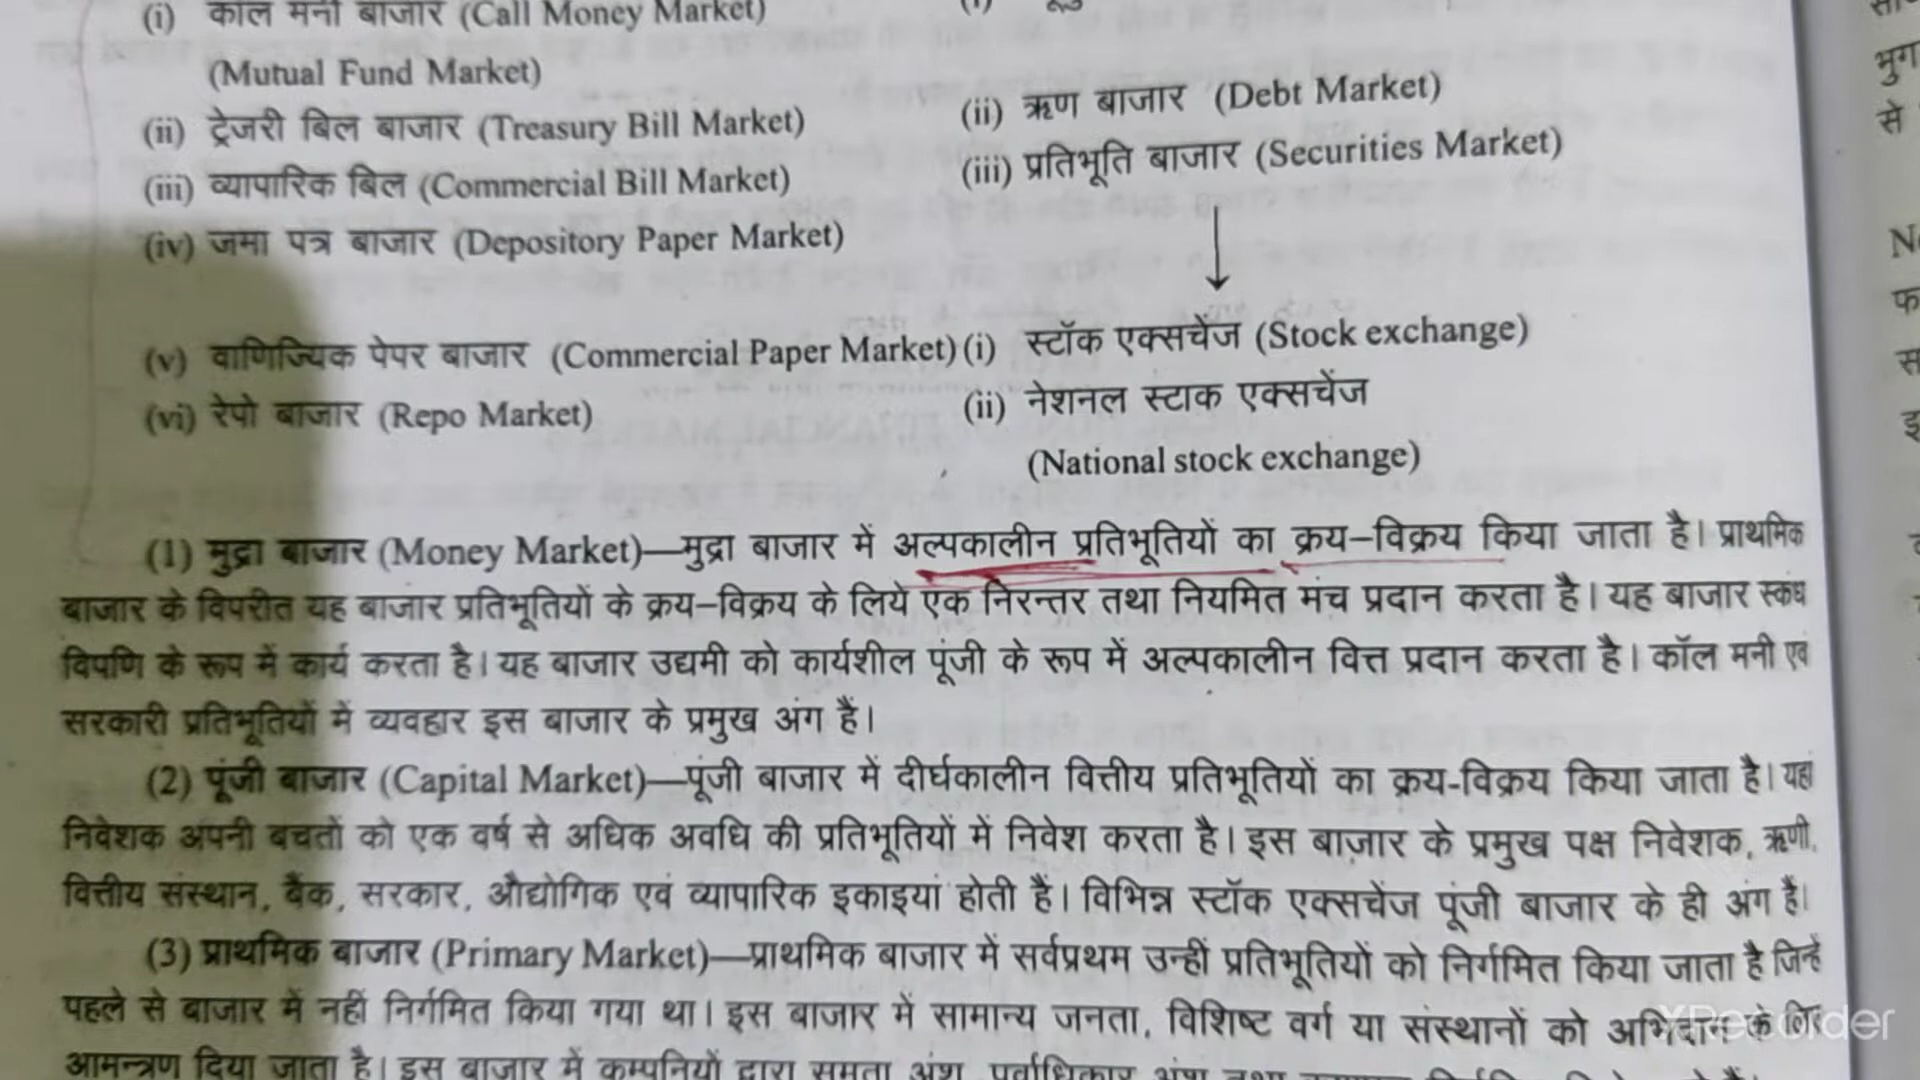 (i) कॉल मनी बाजार (Call Money Market)
(Mutual Fund Market)
(ii) ट्रेजरी बिल बाजार (Treasury Bill Market)
(iii) व्यापारिक बिल (Commercial Bill Market)
(iv) जमा पत्र बाजार (Depository Paper Market)
(v) वाणिज्यिक पेपर बाजार (Commercial Paper Market)
(vi) रेपो बाजार (Repo Market)
(ii) ऋण बाजार (Debt Market)
(iii) प्रतिभूति बाजार (Securities Market)
(i) स्टॉक एक्सचेंज (Stock exchange)
(ii) नेशनल स्टाक एक्सचेंज
(National stock exchange)
(1) मुद्रा बाजार (Money Market)—मुद्रा बाजार में अल्पकालीन प्रतिभूतियों का क्रय–विक्रय किया जाता है। प्राथमिक
बाजार के विपरीत यह बाजार प्रतिभूतियों के क्रय–विक्रय के लिये एक निरन्तर तथा नियमित मंच प्रदान करता है। यह बाजार स्कंध
विपणि के रूप में कार्य करता है। यह बाजार उद्यमी को कार्यशील पूंजी के रूप में अल्पकालीन वित्त प्रदान करता है। कॉल मनी एवं
सरकारी प्रतिभूतियों में व्यवहार इस बाजार के प्रमुख अंग हैं।
(2) पूंजी बाजार (Capital Market)—पूंजी बाजार में दीर्घकालीन वित्तीय प्रतिभूतियों का क्रय-विक्रय किया जाता है। यहां
निवेशक अपनी बचतों को एक वर्ष से अधिक अवधि की प्रतिभूतियों में निवेश करता है। इस बाजार के प्रमुख पक्ष निवेशक, ऋणी,
वित्तीय संस्थान, बैंक, सरकार, औद्योगिक एवं व्यापारिक इकाइयां होती हैं। विभिन्न स्टॉक एक्सचेंज पूंजी बाजार के ही अंग हैं।
(3) प्राथमिक बाजार (Primary Market)—प्राथमिक बाजार में सर्वप्रथम उन्हीं प्रतिभूतियों को निर्गमित किया जाता है जिन्हें
पहले से बाजार में नहीं निर्गमित किया गया था। इस बाजार में सामान्य जनता, विशिष्ट वर्ग या संस्थानों को अभिदान के लिए
आमन्त्रण दिया जाता है। इस बाजार में कम्पनियों द्वारा समता अंश, पूर्वाधिकार अंश तथा
भुग
से
XRecorder